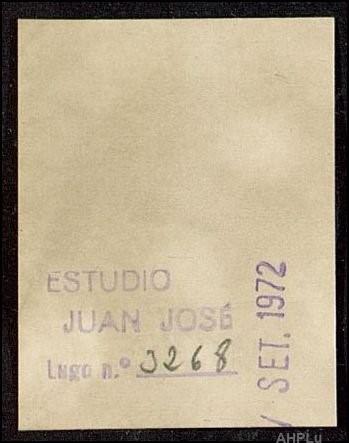 ESTUDIO
JUAN JOSÉ
Lugo n.º 3268
SET. 1972
AHPLu